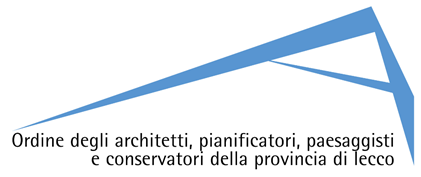 Ordine degli architetti, pianificatori, paesaggisti
e conservatori della provincia di lecco